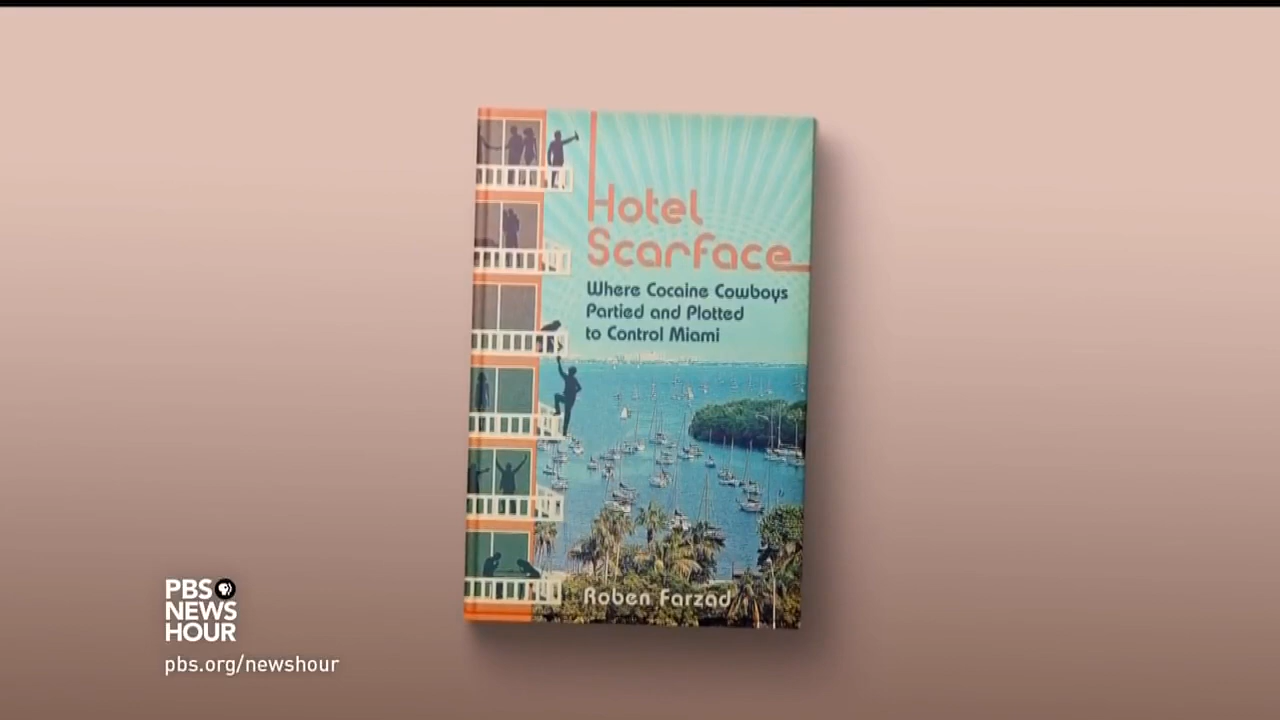 Hotel
Scarface
Where Cocaine Cowboys
Partied and Plotted
to Control Miami
Roben Farzad
PBS
NEWS
HOUR
pbs.org/newshour